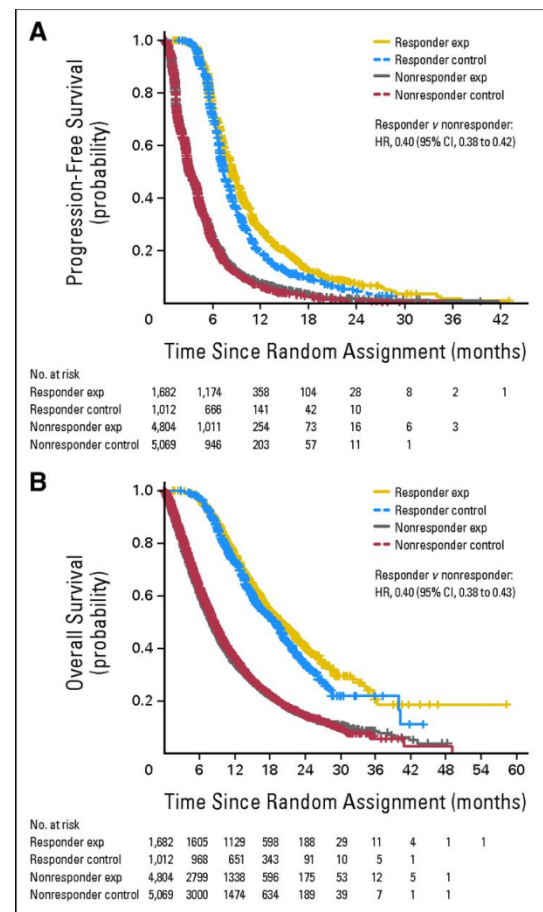 A
Progression-Free Survival
(probability)
1.0
0.8
0.6
0.4
0.2
0
6
12
18
24
30
36
42
Responder exp
Responder control
Nonresponder exp
Nonresponder control
Responder v nonresponder:
HR, 0.40 (95% CI, 0.38 to 0.42)
Time Since Random Assignment (months)
No. at risk
Responder exp 1,682 1,174 358 104 28 8 2 1
Responder control 1,012 666 141 42 10
Nonresponder exp 4,804 1,011 254 73 16 6 3
Nonresponder control 5,069 946 203 57 11 1
B
Overall Survival
(probability)
1.0
0.8
0.6
0.4
0.2
0
6
12
18
24
30
36
42
48
54
60
Responder exp
Responder control
Nonresponder exp
Nonresponder control
Responder v nonresponder:
HR, 0.40 (95% CI, 0.38 to 0.43)
Time Since Random Assignment (months)
No. at risk
Responder exp 1,682 1605 1129 598 188 29 11 4 1 1
Responder control 1,012 968 651 343 91 10 5 1
Nonresponder exp 4,804 2799 1338 596 175 53 12 5 1
Nonresponder control 5,069 3000 1474 634 189 39 7 1 1